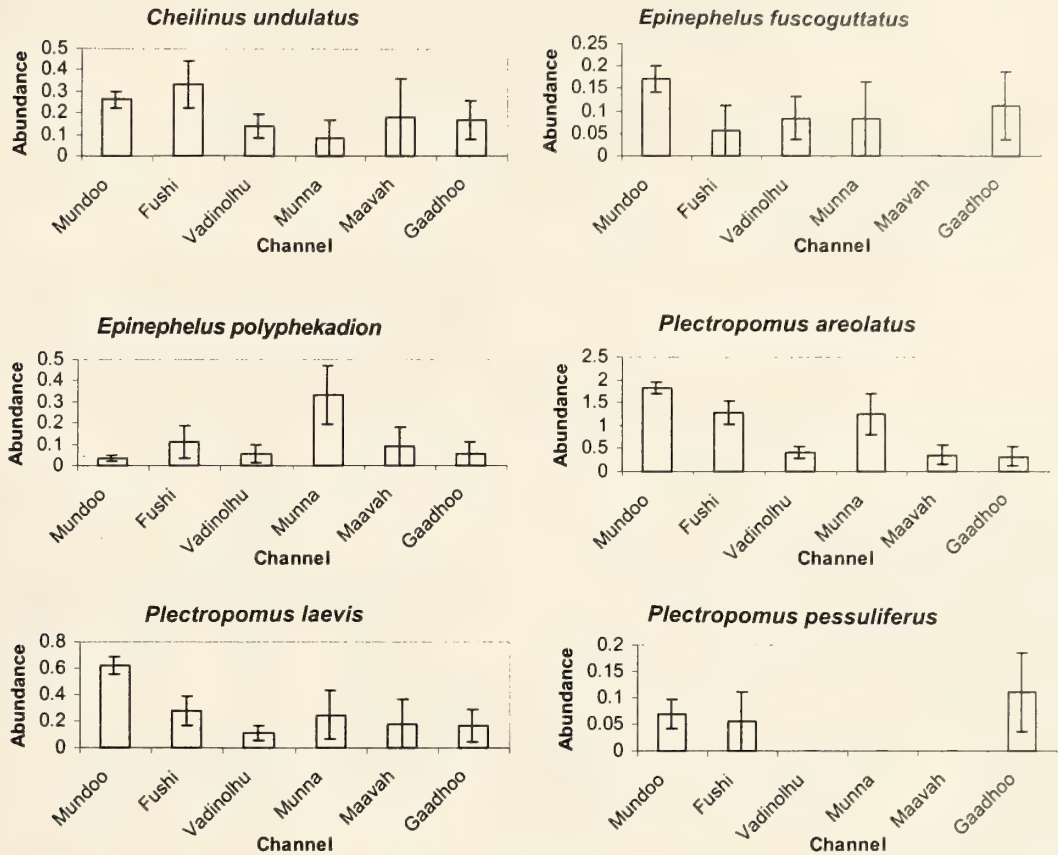 Cheilinus undulatus
Abundance
0.5
0.4
0.3
0.2
0.1
0
Mundoo
Fushi
Vadinolhu
Munna
Maavah
Gaadhoo
Channel
Epinephelus fuscoguttatus
Abundance
0.25
0.2
0.15
0.1
0.05
0
Mundoo
Fushi
Vadinolhu
Munna
Maavah
Gaadhoo
Channel
Epinephelus polyphekadion
Abundance
0.5
0.4
0.3
0.2
0.1
0
Mundoo
Fushi
Vadinolhu
Munna
Maavah
Gaadhoo
Channel
Plectropomus areolatus
Abundance
2.5
2
1.5
1
0.5
0
Mundoo
Fushi
Vadinolhu
Munna
Maavah
Gaadhoo
Channel
Plectropomus laevis
Abundance
0.8
0.6
0.4
0.2
0
Mundoo
Fushi
Vadinolhu
Munna
Maavah
Gaadhoo
Channel
Plectropomus pessuliferus
Abundance
0.2
0.15
0.1
0.05
0
Mundoo
Fushi
Vadinolhu
Munna
Maavah
Gaadhoo
Channel